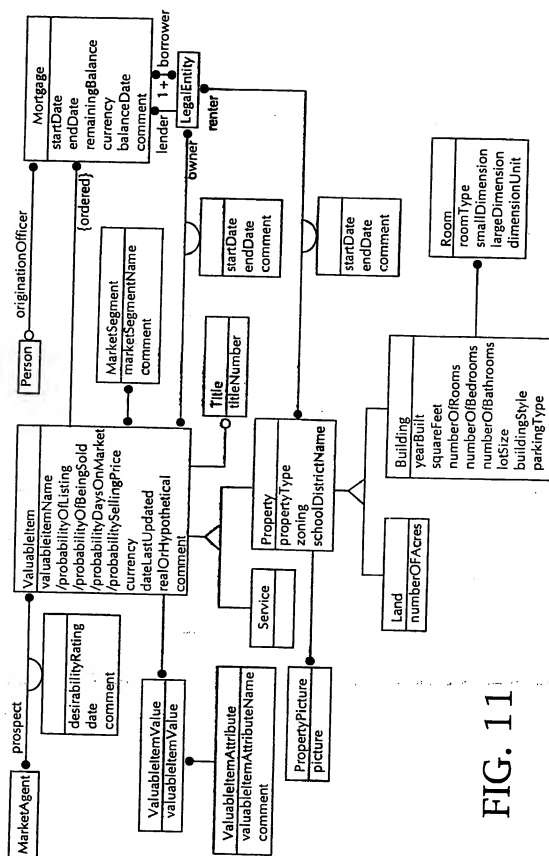 MarketAgent
prospect
desirabilityRating
date
comment
ValuableItem
valuableitemName
/probabilityOfListing
/probabilityOfBeingSold
/probabilityDaysOnMarket
/probabilitySellingPrice
currency
dateLastUpdated
realOrHypothetical
comment
Person
originationOfficer
Mortgage
startDate
endDate
remainingBalance
currency
balanceDate
comment
{ordered}
lender
1+
borrower
LegalEntity
owner
renter
MarketSegment
marketSegmentName
comment
startDate
endDate
comment
Title
titleNumber
startDate
endDate
comment
ValuableItemValue
valuableItemValue
ValuableItemAttribute
valuableItemAttributeName
comment
Service
Property
propertyType
zoning
schoolDistrictName
PropertyPicture
picture
Land
numberOFAcres
Building
yearBuilt
squareFeet
numberOfRooms
numberOfBedrooms
numberOfBathrooms
lotSize
buildingStyle
parkingType
Room
roomType
smallDimension
largeDimension
dimensionUnit
FIG. 11